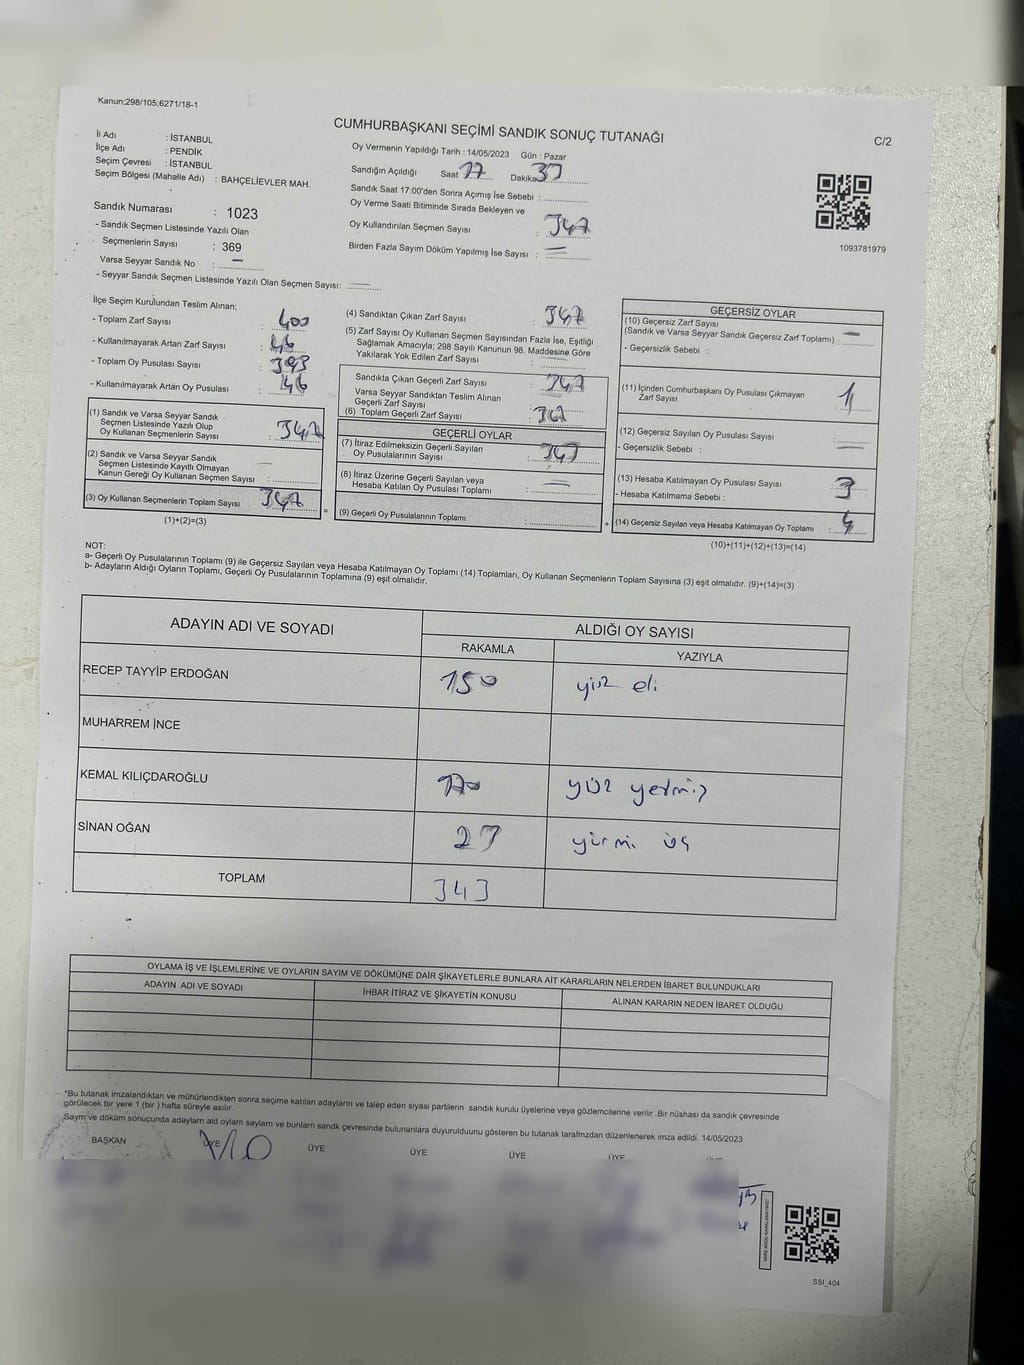 Kanun;298/105;6271/18-1
CUMHURBAŞKANI SEÇİMİ SANDIK SONUÇ TUTANAĞI
C/2
İl Adı : İSTANBUL
İlçe Adı : PENDİK
Seçim Çevresi : İSTANBUL
Seçim Bölgesi (Mahalle Adı) : BAHÇELİEVLER MAH.
Sandık Numarası : 1023
- Sandık Seçmen Listesinde Yazılı Olan
Seçmenlerin Sayısı : 369
Varsa Seyyar Sandık No : —
- Seyyar Sandık Seçmen Listesinde Yazılı Olan Seçmen Sayısı: —
Oy Vermenin Yapıldığı Tarih : 14/05/2023 Gün : Pazar
Sandığın Açıldığı Saat 17 Dakika
Sandık Saat 17:00'den Sonra Açımış İse Sebebi :
Oy Verme Saati Bitiminde Sırada Bekleyen ve
Oy Kullandırılan Seçmen Sayısı : 347
Birden Fazla Sayım Döküm Yapılmış İse Sayısı : —
1093781979
İlçe Seçim Kurulundan Teslim Alınan;
- Toplam Zarf Sayısı : 400
- Kullanılmayarak Artan Zarf Sayısı : 46
- Toplam Oy Pusulası Sayısı : 393
- Kullanılmayarak Artan Oy Pusulası : 46
(1) Sandık ve Varsa Seyyar Sandık
Seçmen Listesinde Yazılı Olup
Oy Kullanan Seçmenlerin Sayısı : 347
(2) Sandık ve Varsa Seyyar Sandık
Seçmen Listesinde Kayıtlı Olmayan
Kanun Gereği Oy Kullanan Seçmen Sayısı : —
(3) Oy Kullanan Seçmenlerin Toplam Sayısı : 347
(1)+(2)=(3)
(4) Sandıktan Çıkan Zarf Sayısı : 347
(5) Zarf Sayısı Oy Kullanan Seçmen Sayısından Fazla İse, Eşitliği
Sağlamak Amacıyla; 298 Sayılı Kanunun 98. Maddesine Göre
Yakılarak Yok Edilen Zarf Sayısı : —
Sandıkta Çıkan Geçerli Zarf Sayısı : 347
Varsa Seyyar Sandıktan Teslim Alınan
Geçerli Zarf Sayısı :
(6) Toplam Geçerli Zarf Sayısı : 347
GEÇERLİ OYLAR
(7) İtiraz Edilmeksizin Geçerli Sayılan
Oy Pusulalarının Sayısı : 343
(8) İtiraz Üzerine Geçerli Sayılan veya
Hesaba Katılan Oy Pusulası Toplamı : —
(9) Geçerli Oy Pusulalarının Toplamı :
GEÇERSİZ OYLAR
(10) Geçersiz Zarf Sayısı
(Sandık ve Varsa Seyyar Sandık Geçersiz Zarf Toplamı) : —
- Geçersizlik Sebebi :
(11) İçinden Cumhurbaşkanı Oy Pusulası Çıkmayan
Zarf Sayısı : 1
(12) Geçersiz Sayılan Oy Pusulası Sayısı : —
- Geçersizlik Sebebi : —
(13) Hesaba Katılmayan Oy Pusulası Sayısı : 3
- Hesaba Katılmama Sebebi :
(14) Geçersiz Sayılan veya Hesaba Katılmayan Oy Toplamı : 4
(10)+(11)+(12)+(13)=(14)
NOT:
a- Geçerli Oy Pusulalarının Toplamı (9) ile Geçersiz Sayılan veya Hesaba Katılmayan Oy Toplamı (14) Toplamları, Oy Kullanan Seçmenlerin Toplam Sayısına (3) eşit olmalıdır. (9)+(14)=(3)
b- Adayların Aldığı Oyların Toplamı, Geçerli Oy Pusulalarının Toplamına (9) eşit olmalıdır.
ADAYIN ADI VE SOYADI ALDIĞI OY SAYISI
RAKAMLA YAZIYLA
RECEP TAYYİP ERDOĞAN 150 yüz eli
MUHARREM İNCE
KEMAL KILIÇDAROĞLU 170 yüz yetmiş
SİNAN OĞAN 23 yirmi üç
TOPLAM 343
OYLAMA İŞ VE İŞLEMLERİNE VE OYLARIN SAYIM VE DÖKÜMÜNE DAİR ŞİKAYETLERLE BUNLARA AİT KARARLARIN NELERDEN İBARET BULUNDUKLARI
ADAYIN ADI VE SOYADI İHBAR İTİRAZ VE ŞİKAYETİN KONUSU ALINAN KARARIN NEDEN İBARET OLDUĞU
*Bu tutanak imzalandıktan ve mühürlendikten sonra seçime katılan adayların ve talep eden siyasi partilerin sandık kurulu üyelerine veya gözlemcilerine verilir. Bir nüshası da sandık çevresinde
görülecek bir yere 1 (bir ) hafta süreyle asılır.
Sayım ve döküm sonuçunda adayların ald oyların sayları ve bunların sandk çevresinde bulunanlara duyurulduunu gösteren bu tutanak tarafmzdan düzenlenerek imza edildi. 14/05/2023
BAŞKAN ÜYE ÜYE ÜYE ÜYE ÜYE
SSI_404